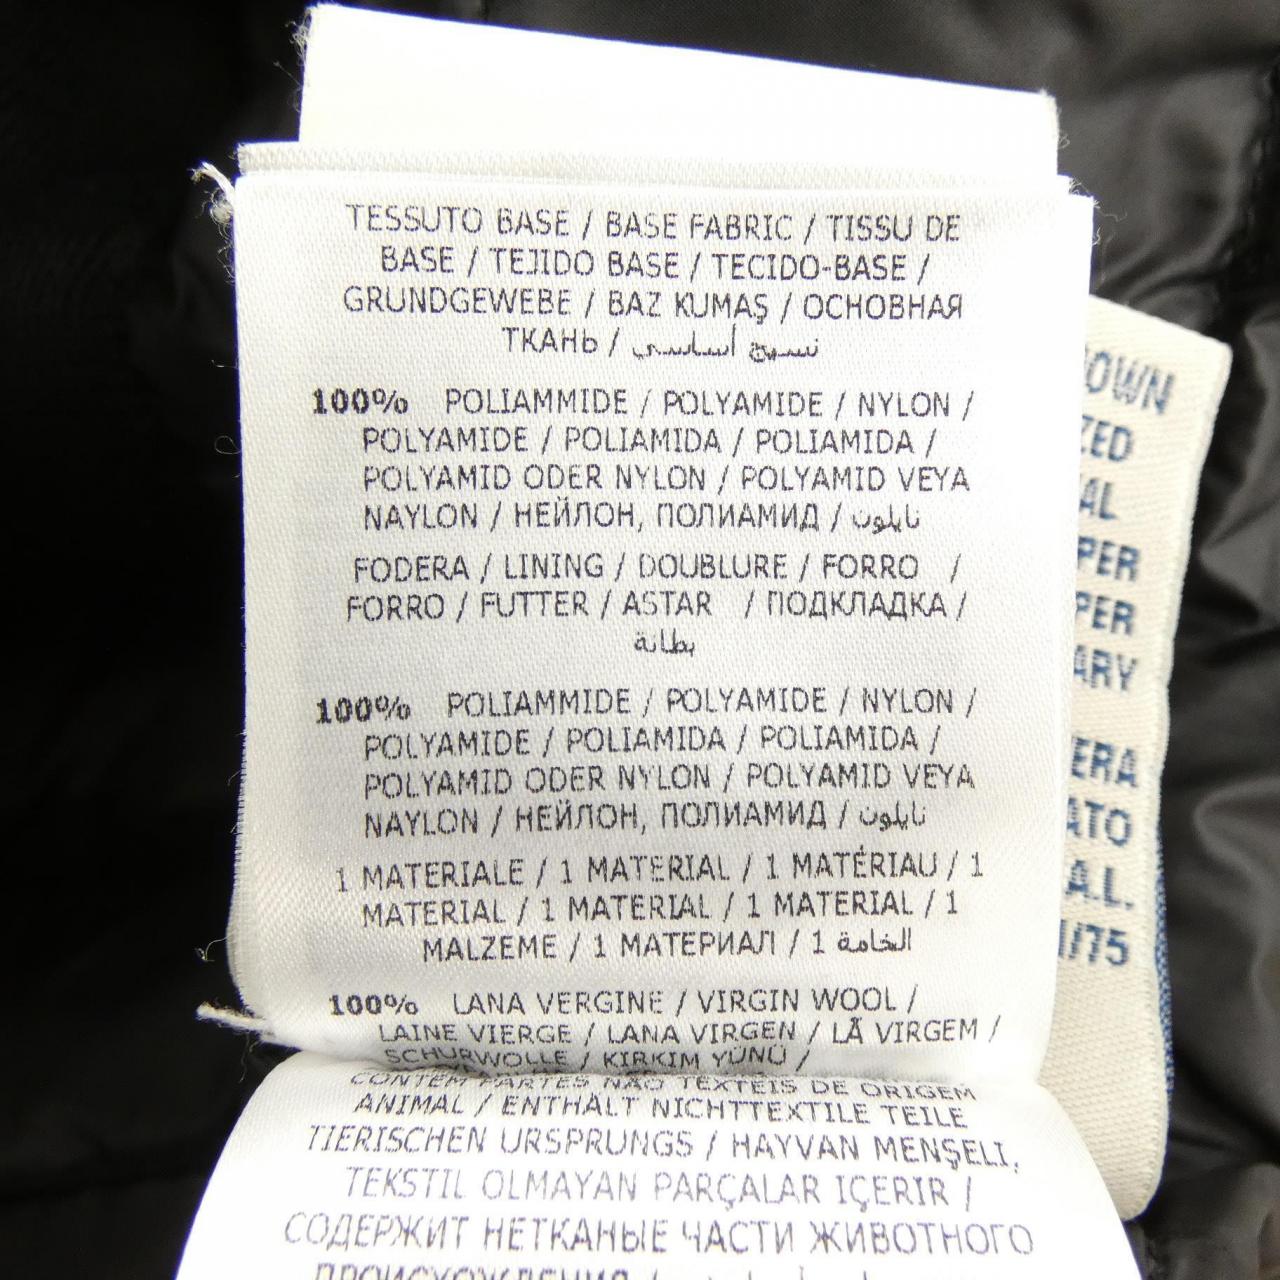 TESSUTO BASE / BASE FABRIC / TISSU DE
BASE / TEJIDO BASE / TECIDO-BASE /
GRUNDGEWEBE / BAZ KUMAŞ / ОСНОВНАЯ
ТКАНЬ / نسيج أساسي
100% POLIAMMIDE / POLYAMIDE / NYLON /
POLYAMIDE / POLIAMIDA / POLIAMIDA /
POLYAMID ODER NYLON / POLYAMID VEYA
NAYLON / НЕЙЛОН, ПОЛИАМИД / نايلون
FODERA / LINING / DOUBLURE / FORRO /
FORRO / FUTTER / ASTAR / ПОДКЛАДКА /
بطانة
100% POLIAMMIDE / POLYAMIDE / NYLON /
POLYAMIDE / POLIAMIDA / POLIAMIDA /
POLYAMID ODER NYLON / POLYAMID VEYA
NAYLON / НЕЙЛОН, ПОЛИАМИД / نايلون
1 MATERIALE / 1 MATERIAL / 1 MATÉRIAU / 1
MATERIAL / 1 MATERIAL / 1 MATERIAL / 1
MALZEME / 1 МАТЕРИАЛ / 1 الخامة
100% LANA VERGINE / VIRGIN WOOL /
LAINE VIERGE / LANA VIRGEN / LÃ VIRGEM /
SCHURWOLLE / KIRKIM YÜNÜ /
CONTÉM PARTES NÃO TÊXTEIS DE ORIGEM
ANIMAL / ENTHÄLT NICHTTEXTILE TEILE
TIERISCHEN URSPRUNGS / HAYVAN MENŞELI,
TEKSTIL OLMAYAN PARÇALAR IÇERIR /
СОДЕРЖИТ НЕТКАНЫЕ ЧАСТИ ЖИВОТНОГО
ПРОИСХОЖДЕНИЯ /
OWN
ZED
AL
PER
PER
ARY
ERA
ATO
A.L.
1/75